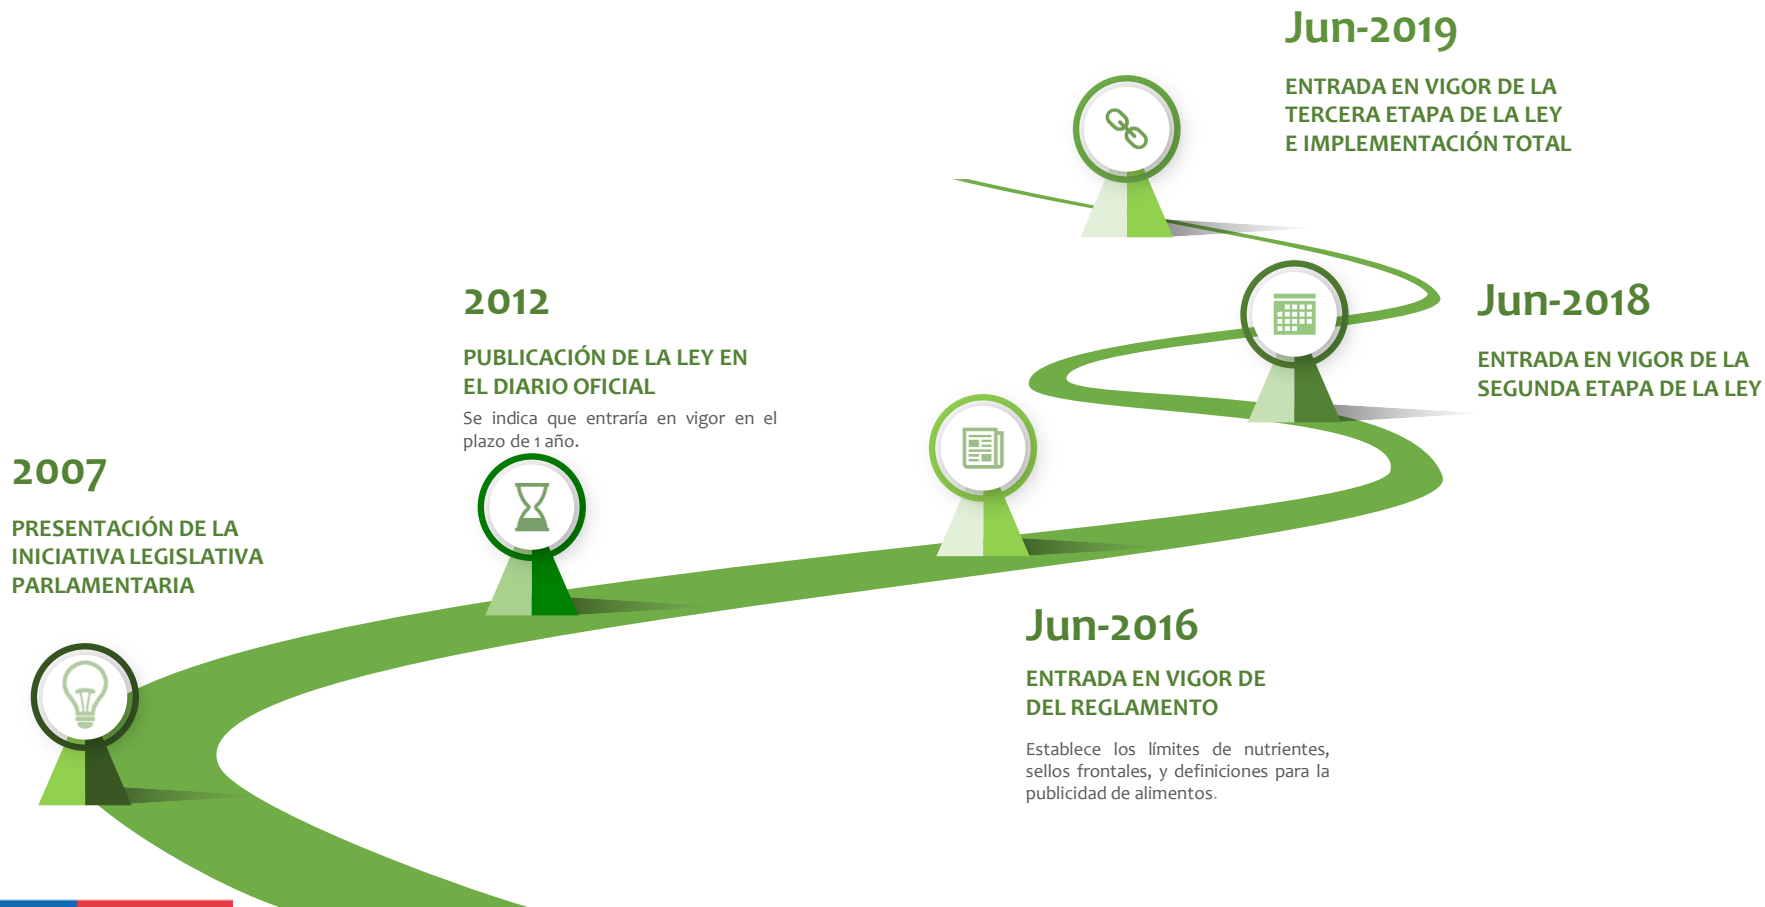 2007
PRESENTACIÓN DE LA
INICIATIVA LEGISLATIVA
PARLAMENTARIA
2012
PUBLICACIÓN DE LA LEY EN
EL DIARIO OFICIAL
Se indica que entraría en vigor en el
plazo de 1 año.
Jun-2016
ENTRADA EN VIGOR DE
DEL REGLAMENTO
Establece los límites de nutrientes,
sellos frontales, y definiciones para la
publicidad de alimentos.
Jun-2018
ENTRADA EN VIGOR DE LA
SEGUNDA ETAPA DE LA LEY
Jun-2019
ENTRADA EN VIGOR DE LA
TERCERA ETAPA DE LA LEY
E IMPLEMENTACIÓN TOTAL